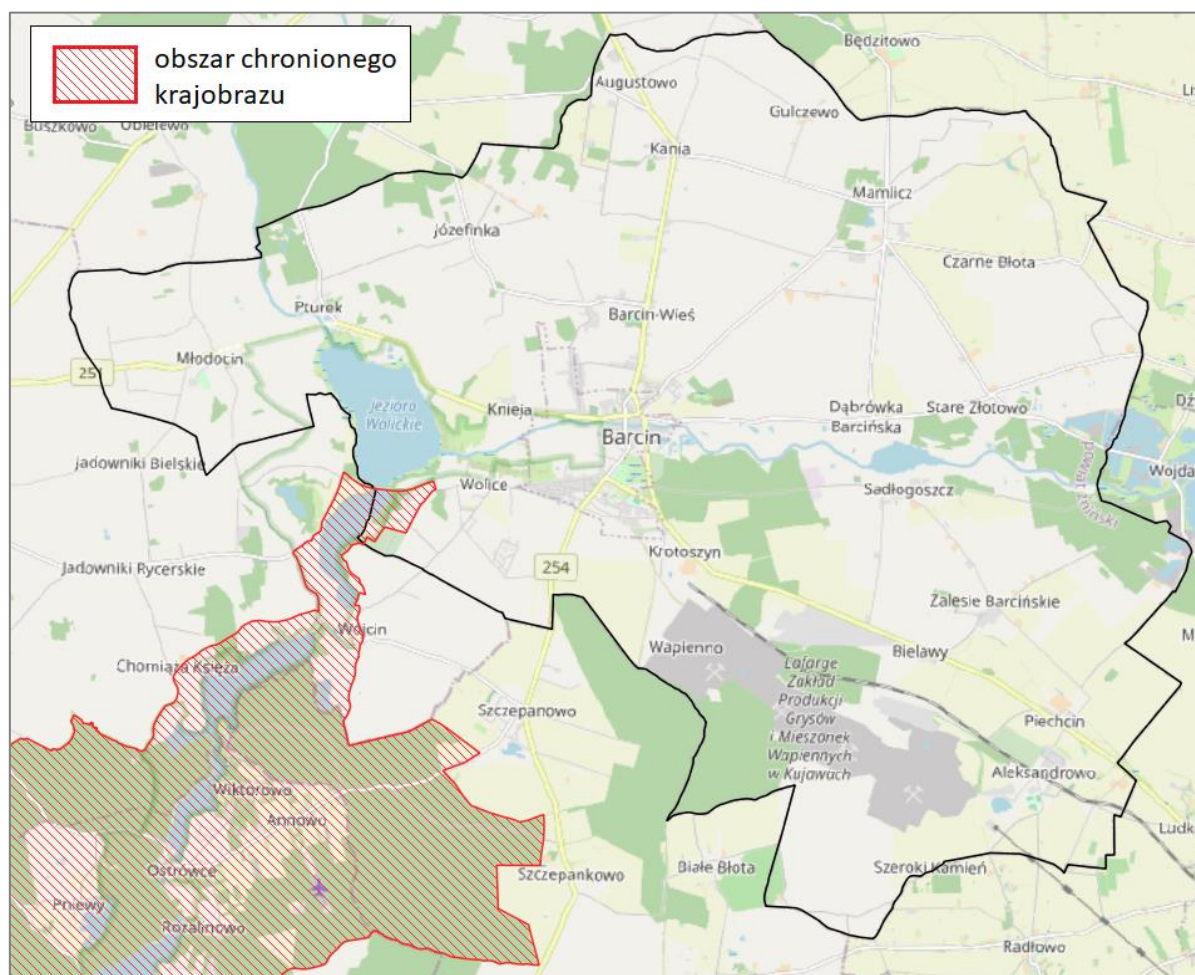 obszar chronionego
krajobrazu
Będzitowo
Augustowo
Gulczewo
Buszkowo
Obielewo
Kania
Mamlicz
Józefinka
Czarne Błota
Pturek
Barcin-Wieś
Młodocin
251
Jezioro
Wolickie
Knieja
Dąbrówka
Barcińska
Stare Złotowo
Barcin
Jadowniki Bielskie
Wolice
Sadłogoszcz
powiat żniński
Krotoszyn
254
Jadowniki Rycerskie
Zalesie Barcińskie
Wójcin
Wapienno
Bielawy
Chomiąża Księża
Lafarge
Zakład
Produkcji
Grysów
i Mieszanek
Wapiennych
w Kujawach
Szczepanowo
Piechcin
Aleksandrowo
Wiktorowo
Annowo
Ostrówce
Szczepankowo
Białe Błota
Szeroki Kamień
Pniewy
Rozalinowo
Radłowo